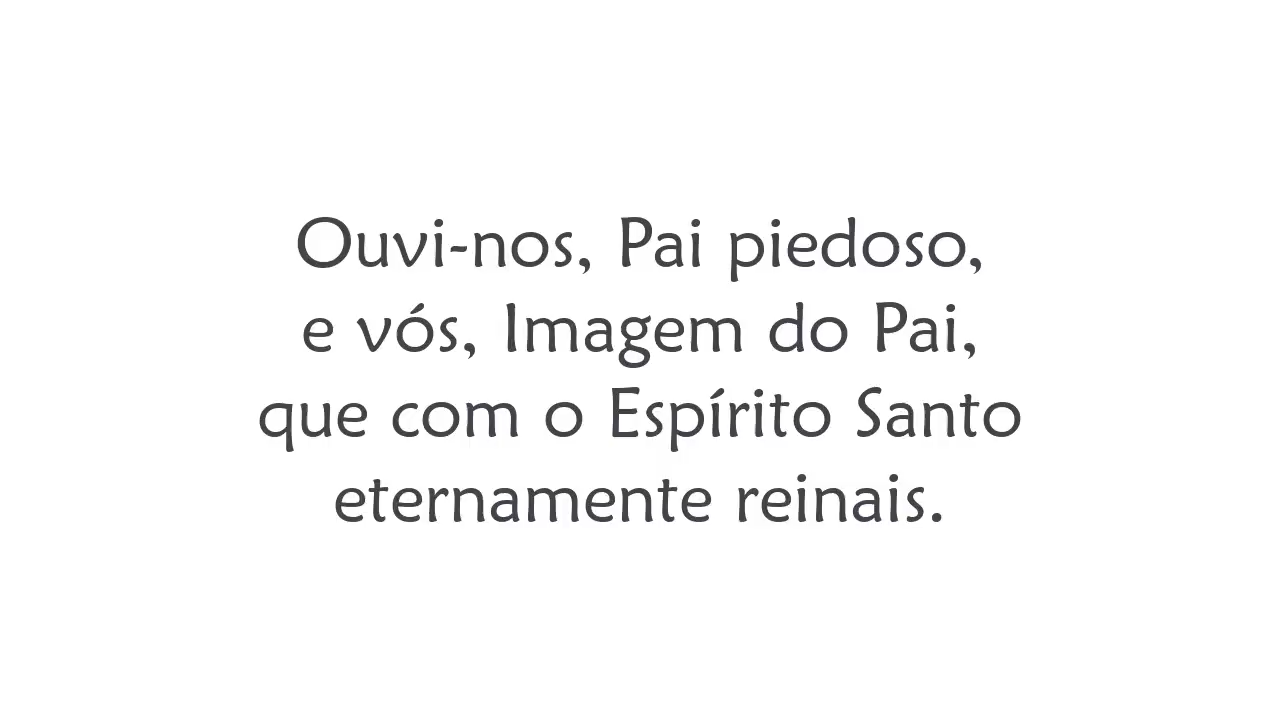 Ouvi-nos, Pai piedoso,
e vós, Imagem do Pai,
que com o Espírito Santo
eternamente reinais.